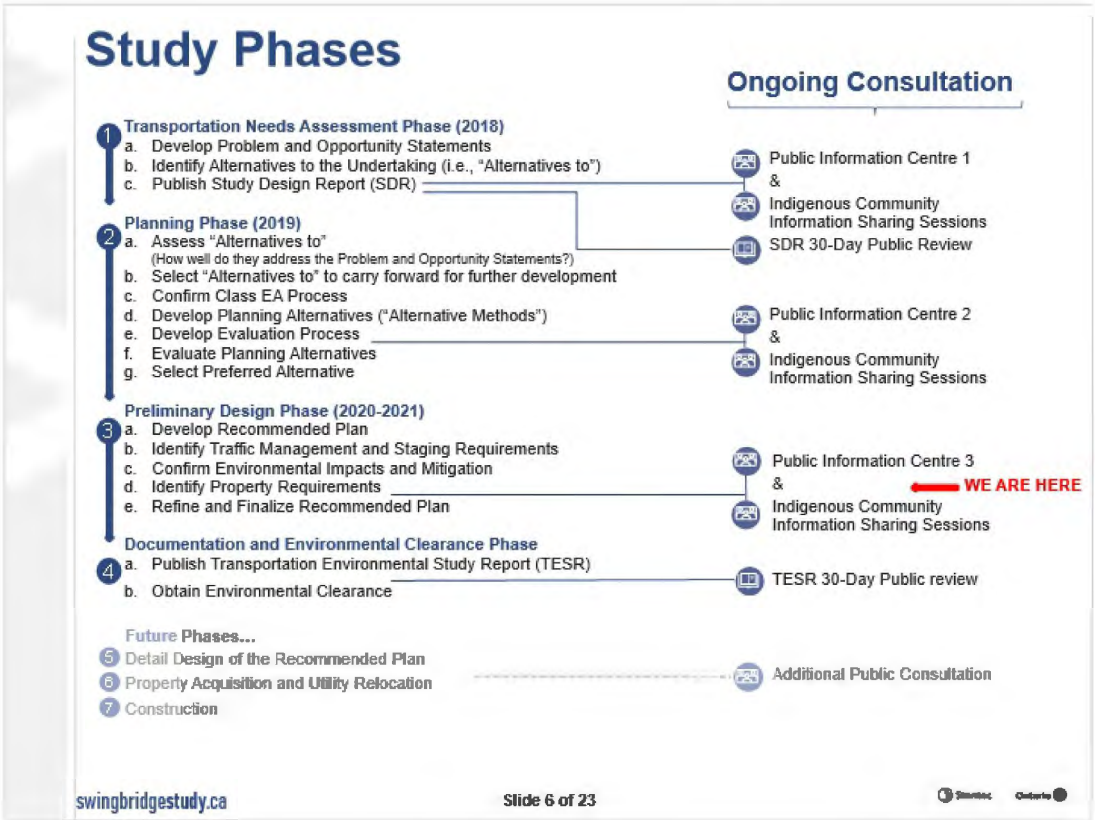 Study Phases
Ongoing Consultation
1 Transportation Needs Assessment Phase (2018)
a. Develop Problem and Opportunity Statements
b. Identify Alternatives to the Undertaking (i.e., “Alternatives to”)
c. Publish Study Design Report (SDR)
Public Information Centre 1
&
Indigenous Community
Information Sharing Sessions
SDR 30-Day Public Review
2 Planning Phase (2019)
a. Assess “Alternatives to”
(How well do they address the Problem and Opportunity Statements?)
b. Select “Alternatives to” to carry forward for further development
c. Confirm Class EA Process
d. Develop Planning Alternatives (“Alternative Methods”)
e. Develop Evaluation Process
f. Evaluate Planning Alternatives
g. Select Preferred Alternative
Public Information Centre 2
&
Indigenous Community
Information Sharing Sessions
3 Preliminary Design Phase (2020-2021)
a. Develop Recommended Plan
b. Identify Traffic Management and Staging Requirements
c. Confirm Environmental Impacts and Mitigation
d. Identify Property Requirements
e. Refine and Finalize Recommended Plan
Public Information Centre 3
&
WE ARE HERE
Indigenous Community
Information Sharing Sessions
4 Documentation and Environmental Clearance Phase
a. Publish Transportation Environmental Study Report (TESR)
b. Obtain Environmental Clearance
TESR 30-Day Public review
Future Phases...
5 Detail Design of the Recommended Plan
6 Property Acquisition and Utility Relocation
7 Construction
Additional Public Consultation
swingbridgestudy.ca
Slide 6 of 23
Stantec
Ontario